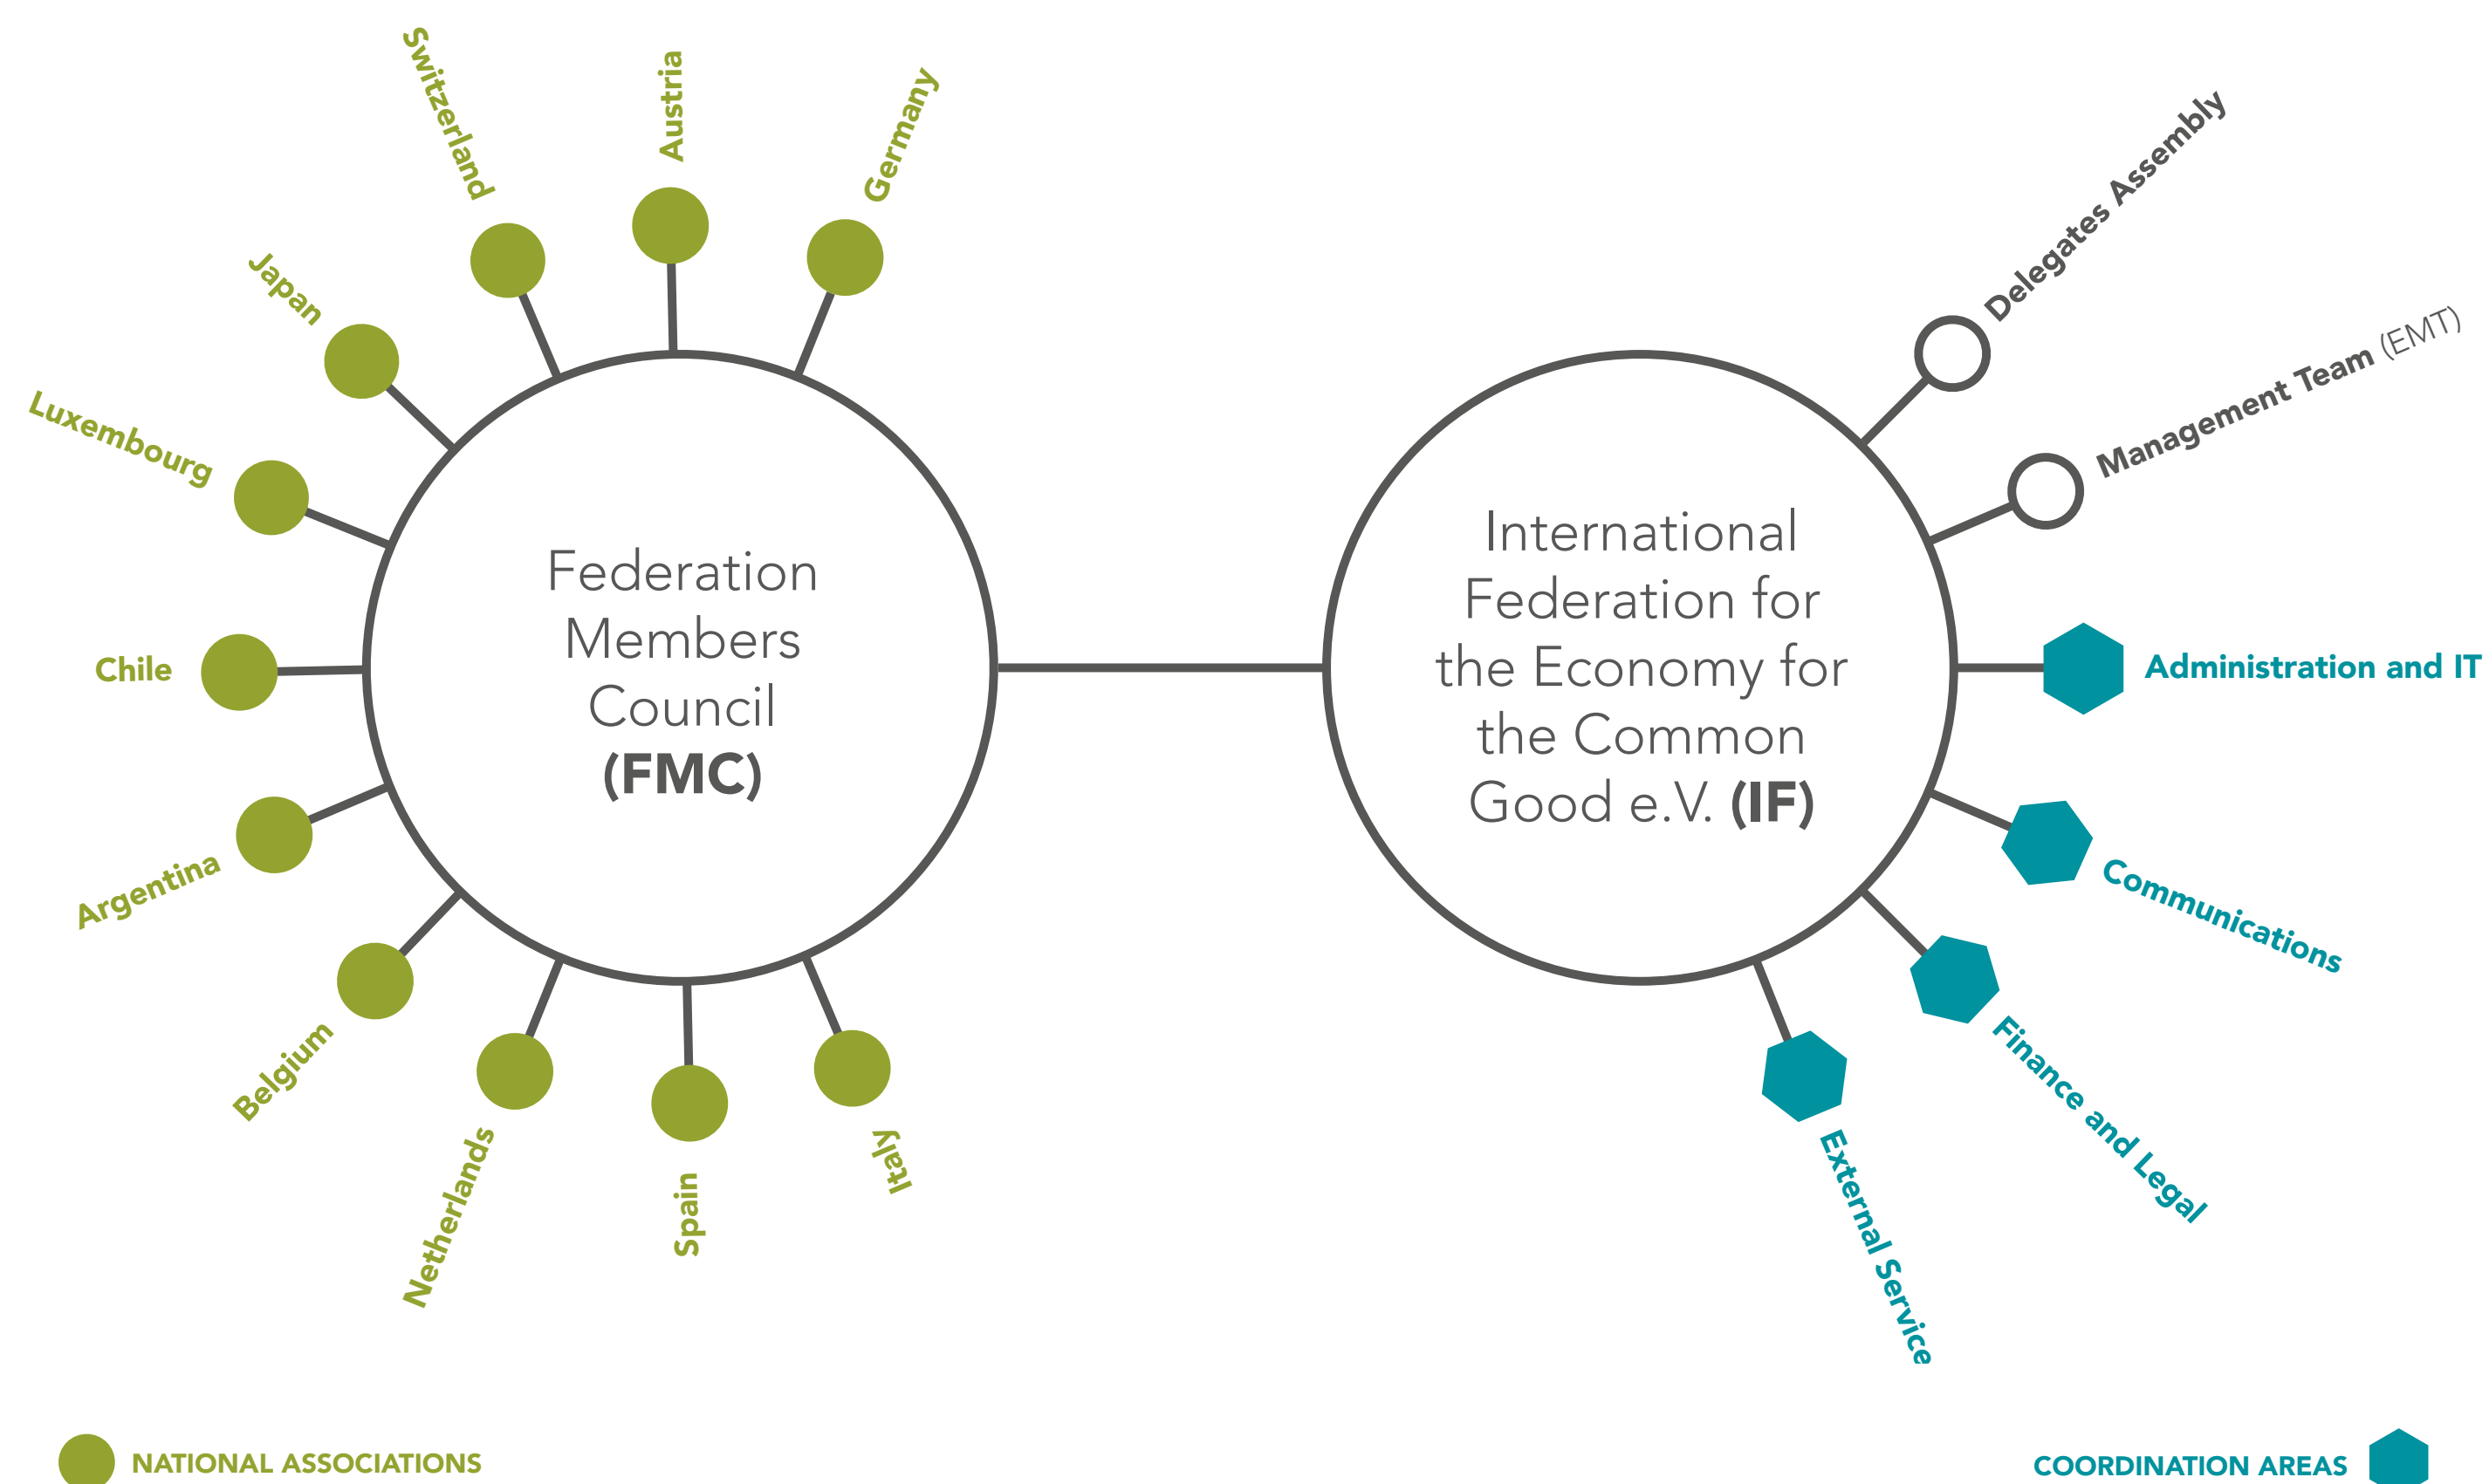 Switzerland
Austria
Germany
Japan
Luxembourg
Chile
Argentina
Belgium
Netherlands
Spain
Italy
Federation
Members
Council
(FMC)
International
Federation for
the Economy for
the Common
Good e.V. (IF)
Delegates Assembly
Management Team (EMT)
Administration and IT
Communications
Finance and Legal
External Service
NATIONAL ASSOCIATIONS
COORDINATION AREAS